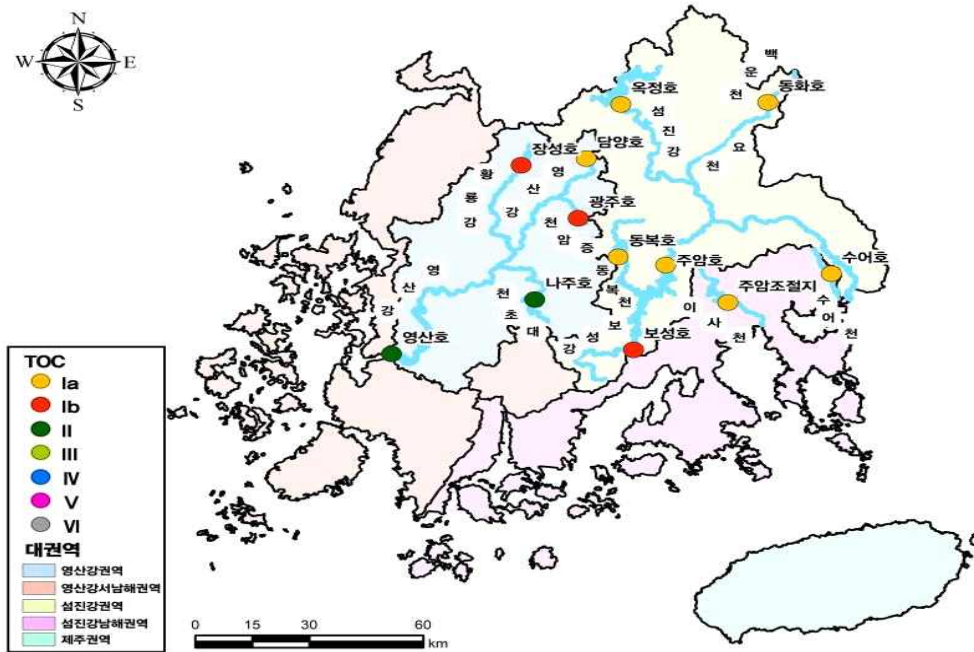 N
W
E
S
옥정호
백운천
동화호
섬진강
요천
장성호
담양호
황룡강
영산강
광주호
증암천
동복호
주암호
수어호
나주호
주암조절지
동복천
이사천
수어천
영산강
영산호
대초천
보성강
보성호
TOC
Ia
Ib
II
III
IV
V
VI
대권역
영산강권역
영산강서남해권역
섬진강권역
섬진강남해권역
제주권역
0 15 30 60
km